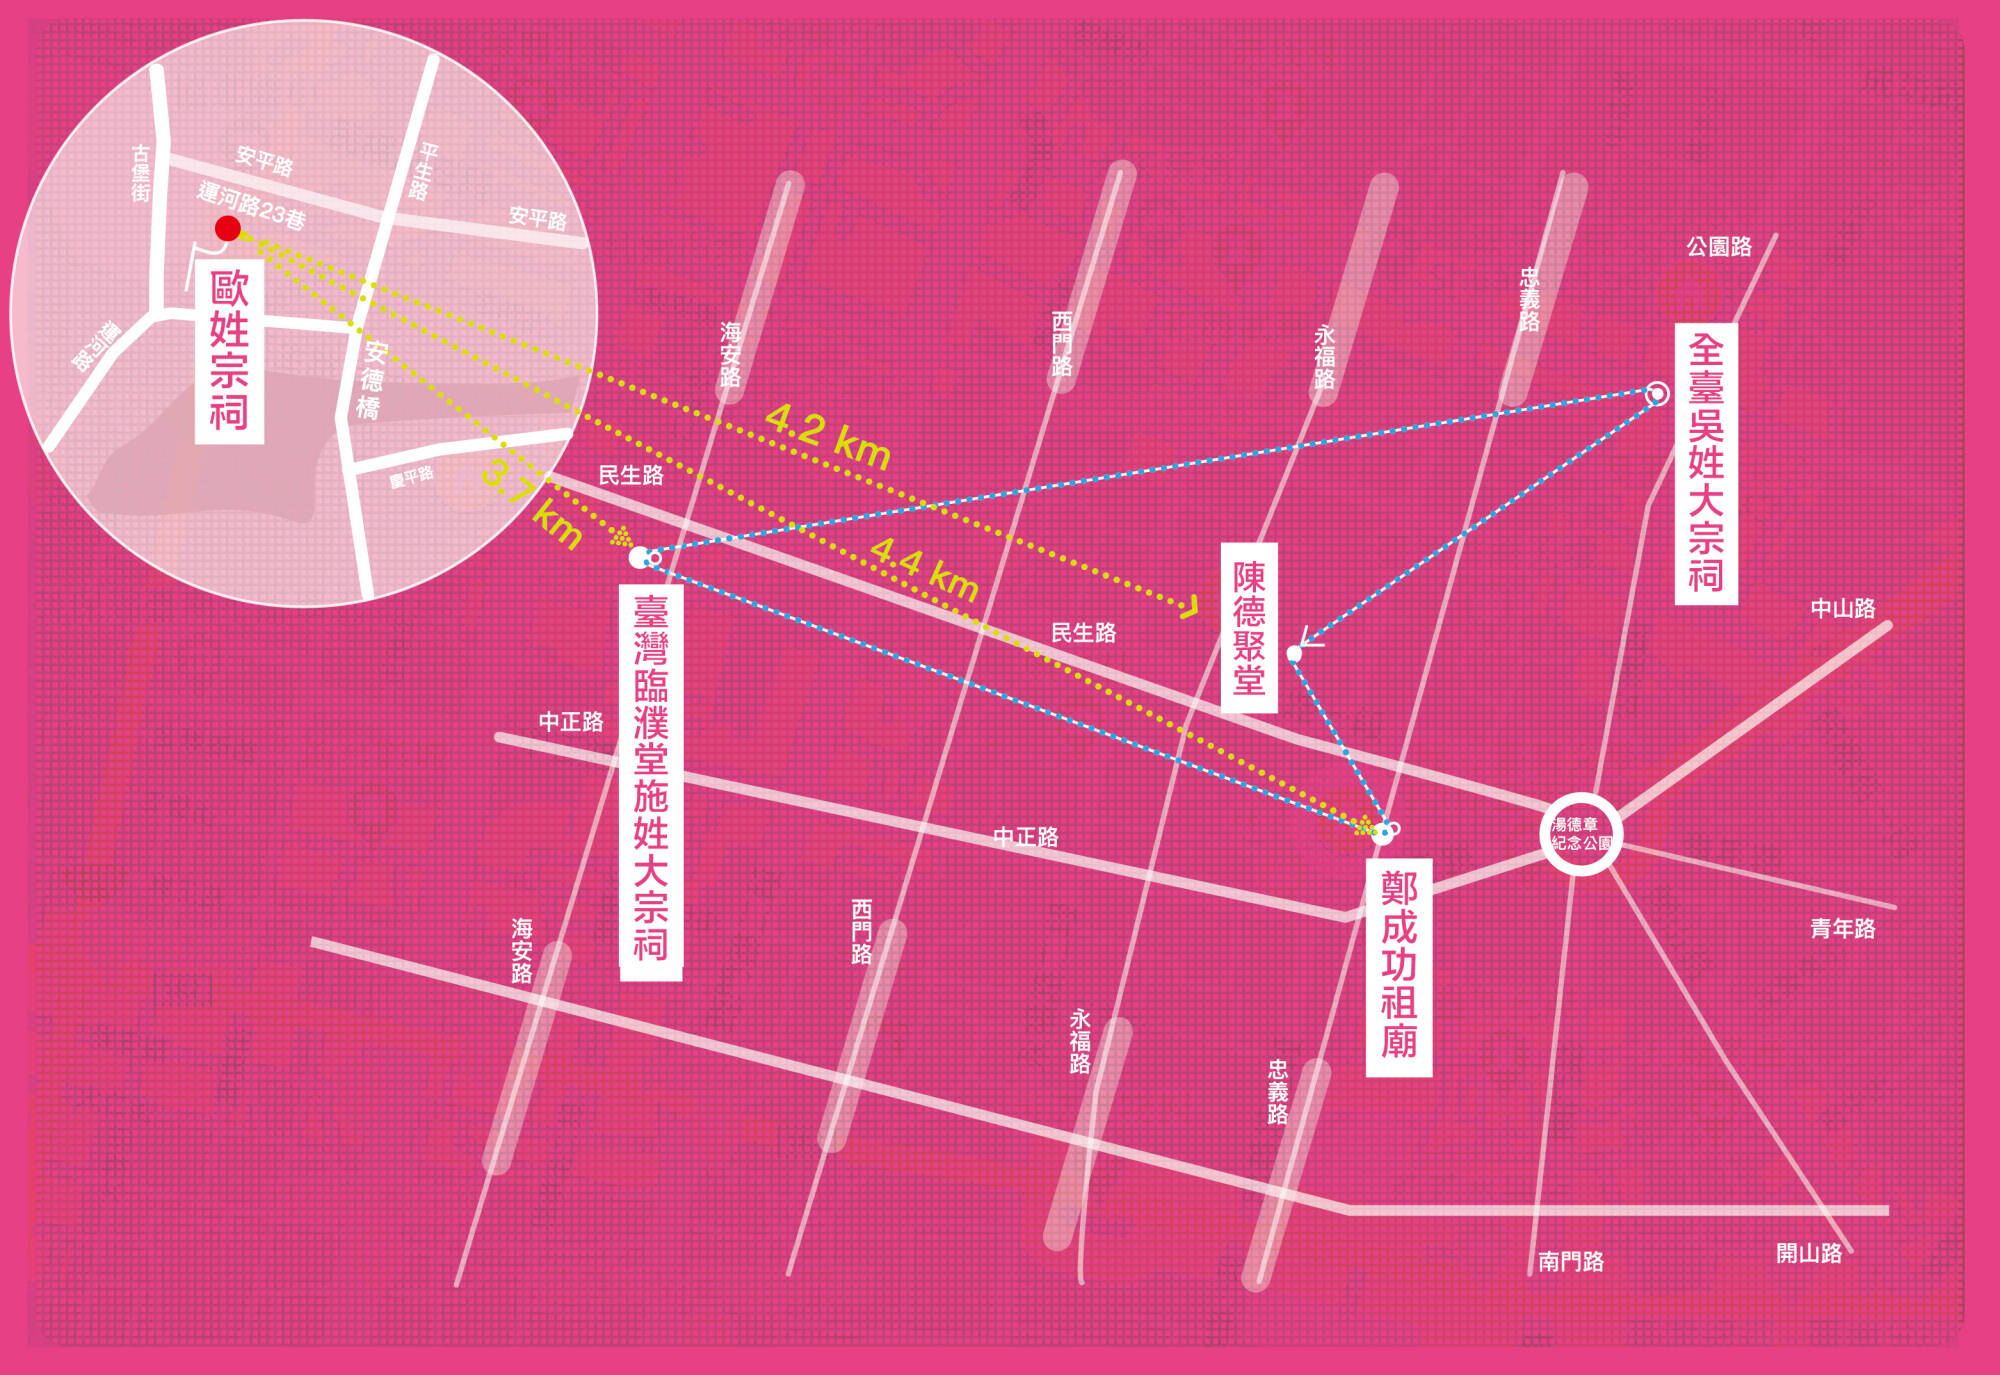 古堡街
安平路
平生路
運河路23巷
安平路
歐姓宗祠
運河路
安德橋
慶平路
海安路
西門路
永福路
忠義路
公園路
全臺吳姓大宗祠
4.2 km
3.7 km
4.4 km
民生路
陳德聚堂
民生路
中山路
臺灣臨濮堂施姓大宗祠
中正路
中正路
湯德章
紀念公園
鄭成功祖廟
海安路
西門路
青年路
永福路
忠義路
南門路
開山路